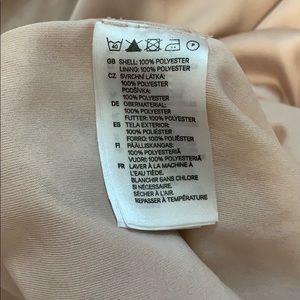 40 P
GB SHELL: 100% POLYESTER
LINING: 100% POLYESTER
CZ SVRCHNÍ LÁTKA:
100% POLYESTER
PODŠÍVKA:
100% POLYESTER
DE OBERMATERIAL:
100% POLYESTER
FUTTER: 100% POLYESTER
ES TELA EXTERIOR:
100% POLIÉSTER
FORRO: 100% POLIÉSTER
FI PÄÄLLISKANGAS:
100% POLYESTERIÄ
VUORI: 100% POLYESTERIÄ
FR LAVER À LA MACHINE À
L'EAU TIÈDE.
BLANCHIR SANS CHLORE
SI NÉCESSAIRE.
SÉCHER À L'AIR.
REPASSER À TEMPÉRATURE